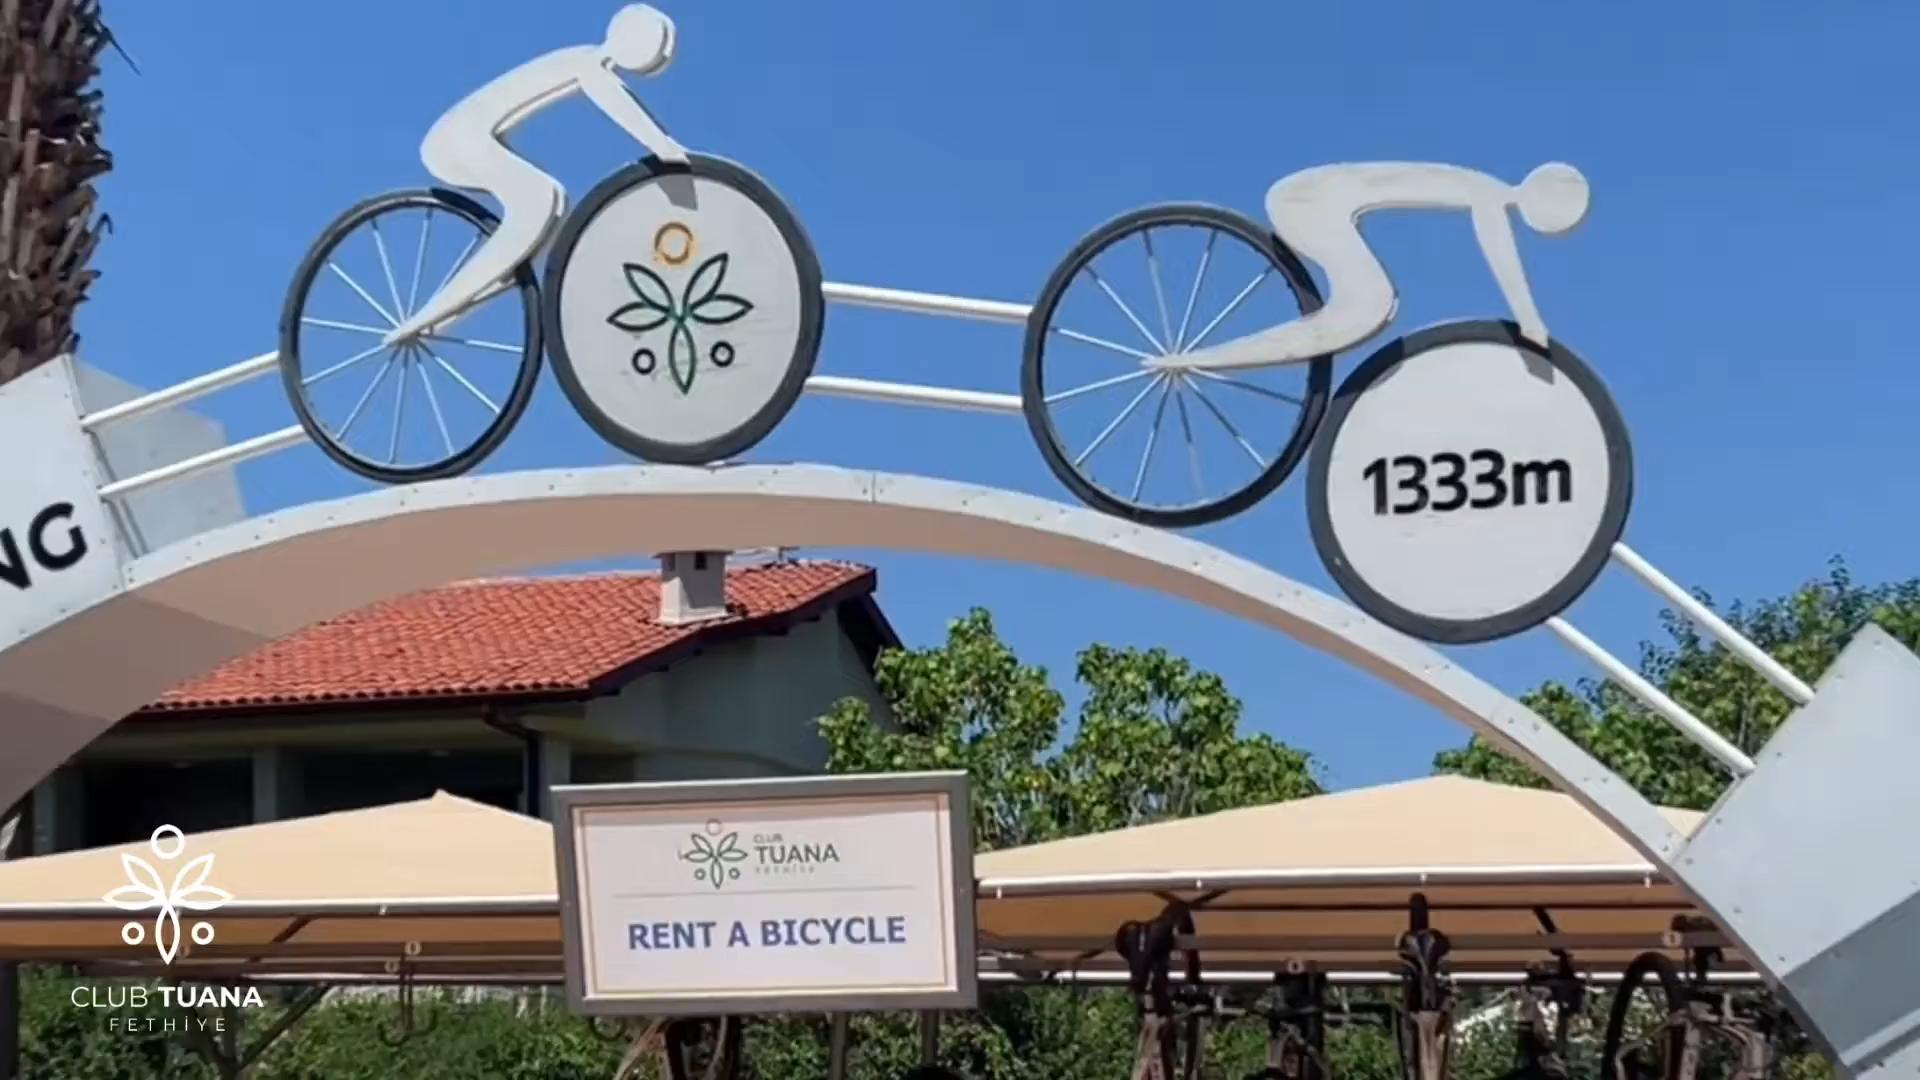 NG
1333m
CLUB
TUANA
FETHİYE
RENT A BICYCLE
CLUB TUANA
FETHİYE